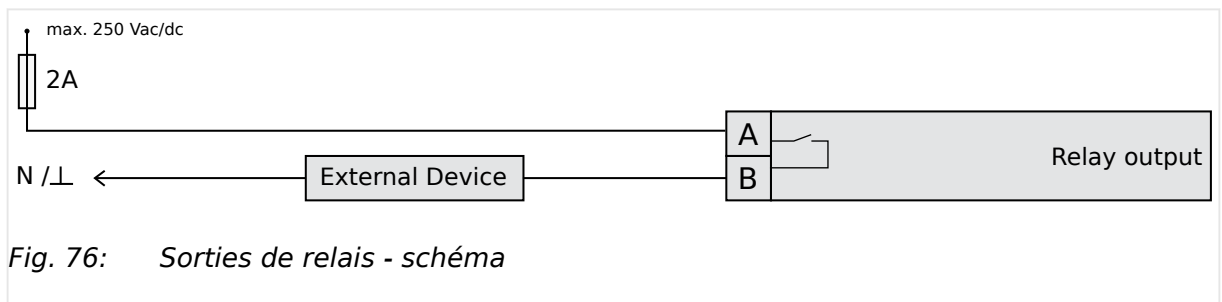 max. 250 Vac/dc
2A
A
Relay output
N /⊥
External Device
B
Fig. 76: Sorties de relais - schéma